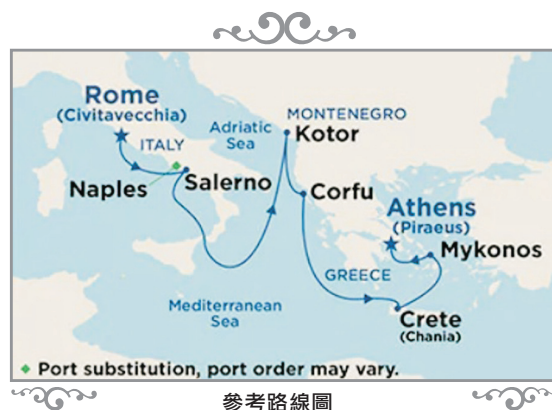 Rome
(Civitavecchia)
ITALY
Adriatic
Sea
MONTENEGRO
Kotor
Naples
Salerno
Corfu
Athens
(Piraeus)
Mykonos
GREECE
Mediterranean
Sea
Crete
(Chania)
Port substitution, port order may vary.
參考路線圖